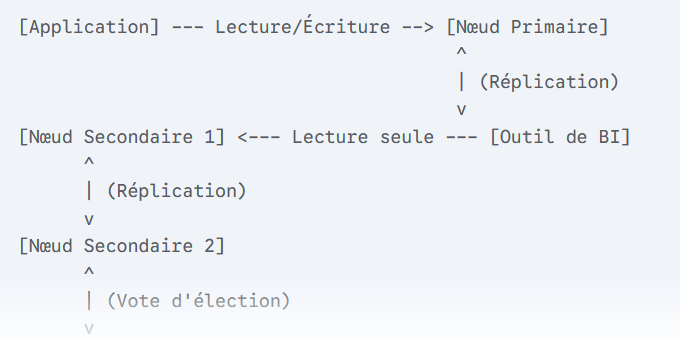 [Application] --- Lecture/Écriture --> [Nœud Primaire]
^
| (Réplication)
v
[Nœud Secondaire 1] <--- Lecture seule --- [Outil de BI]
^
| (Réplication)
v
[Nœud Secondaire 2]
^
| (Vote d'élection)
v